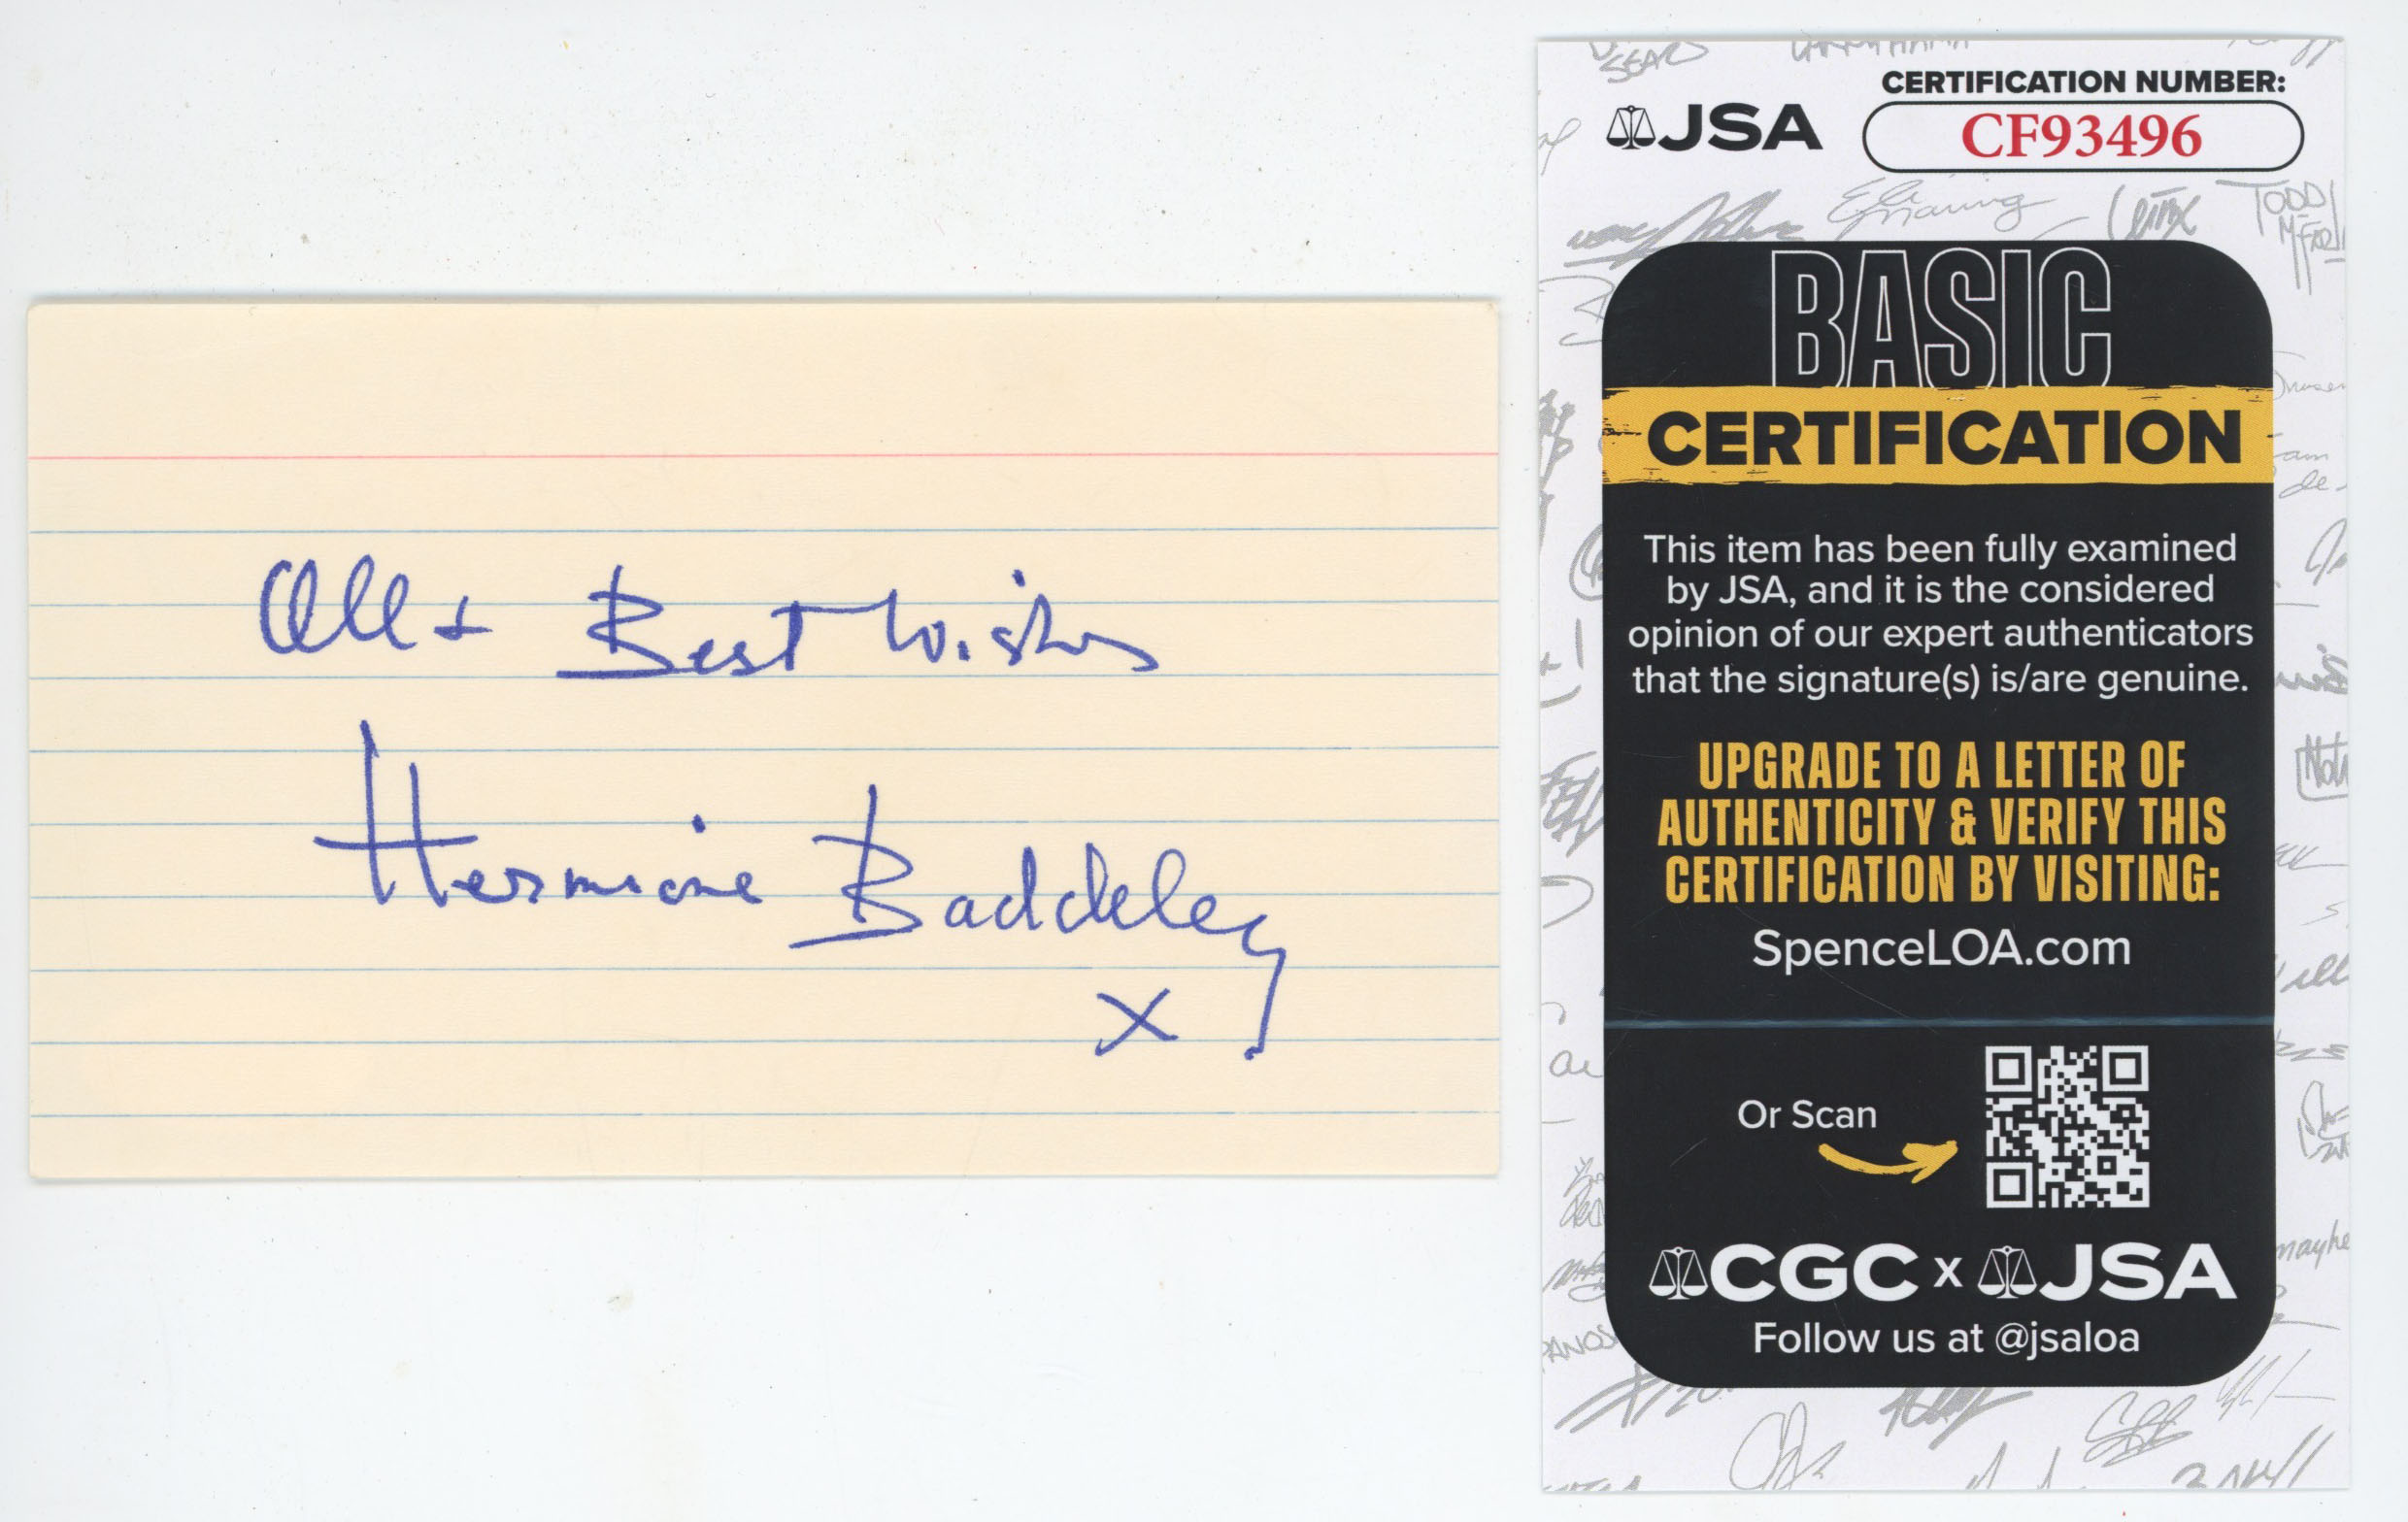 All + Best Wishes
Hermione Baddeley
x
JSA
CERTIFICATION NUMBER:
CF93496
BASIC
CERTIFICATION
This item has been fully examined
by JSA, and it is the considered
opinion of our expert authenticators
that the signature(s) is/are genuine.
UPGRADE TO A LETTER OF
AUTHENTICITY & VERIFY THIS
CERTIFICATION BY VISITING:
SpenceLOA.com
Or Scan
CGC x JSA
Follow us at @jsaloa